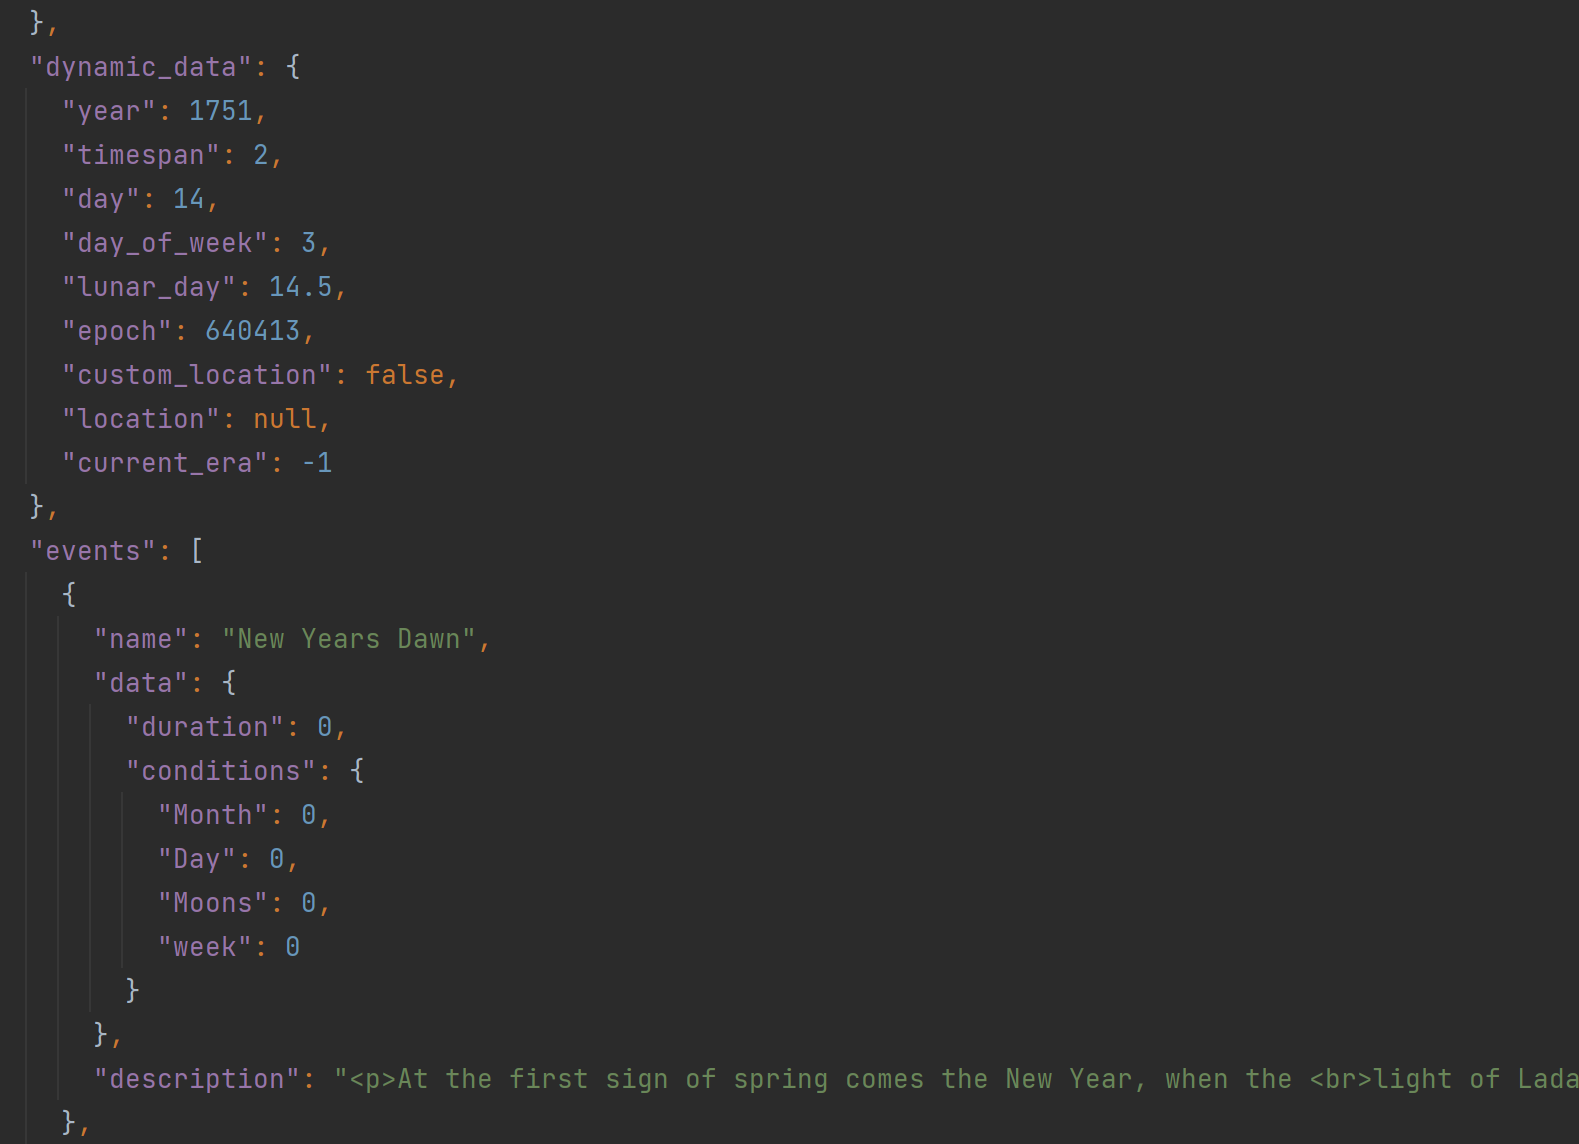 },
"dynamic_data": {
"year": 1751,
"timespan": 2,
"day": 14,
"day_of_week": 3,
"lunar_day": 14.5,
"epoch": 640413,
"custom_location": false,
"location": null,
"current_era": -1
},
"events": [
{
"name": "New Years Dawn",
"data": {
"duration": 0,
"conditions": {
"Month": 0,
"Day": 0,
"Moons": 0,
"week": 0
}
},
"description": "<p>At the first sign of spring comes the New Year, when the <br>light of Lada
},